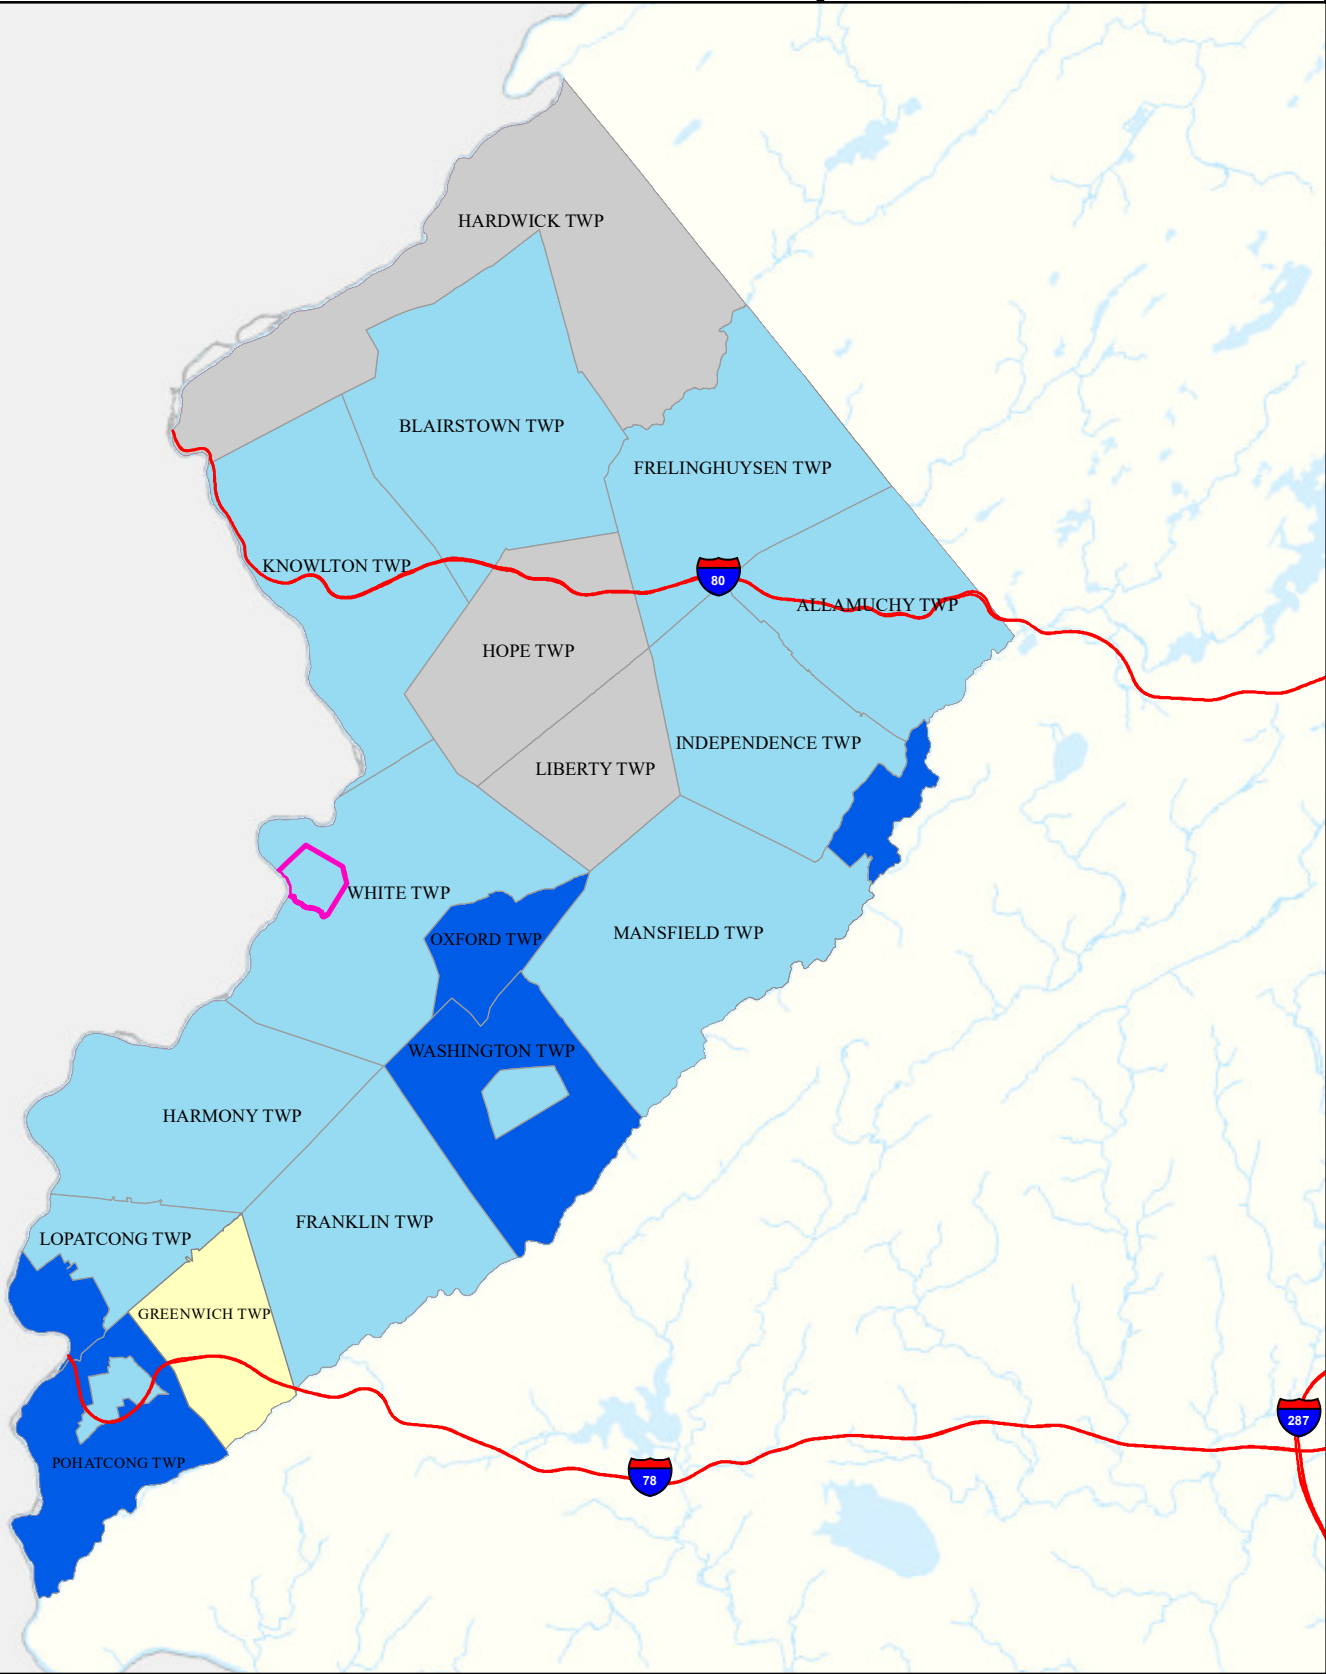 HARDWICK TWP
BLAIRSTOWN TWP
FRELINGHUYSEN TWP
KNOWLTON TWP
80
ALLAMUCHY TWP
HOPE TWP
INDEPENDENCE TWP
LIBERTY TWP
WHITE TWP
OXFORD TWP
MANSFIELD TWP
WASHINGTON TWP
HARMONY TWP
FRANKLIN TWP
LOPATCONG TWP
GREENWICH TWP
287
POHATCONG TWP
78